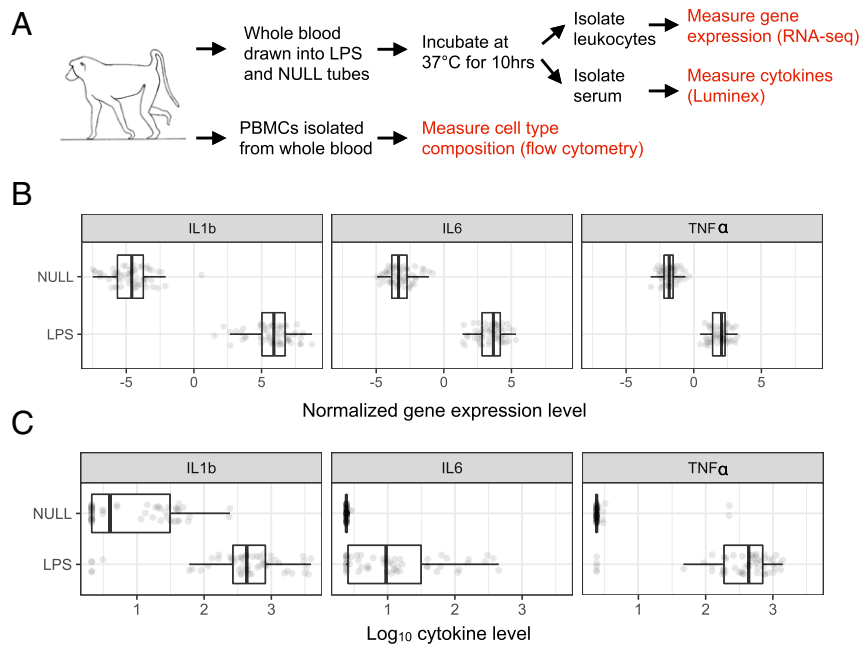 A
Whole blood
drawn into LPS
and NULL tubes
Incubate at
37°C for 10hrs
Isolate
leukocytes
Measure gene
expression (RNA-seq)
Isolate
serum
Measure cytokines
(Luminex)
PBMCs isolated
from whole blood
Measure cell type
composition (flow cytometry)
B
IL1b IL6 TNFα
NULL
LPS
-5 0 5 -5 0 5 -5 0 5
Normalized gene expression level
C
IL1b IL6 TNFα
NULL
LPS
1 2 3 1 2 3 1 2 3
Log₁₀ cytokine level